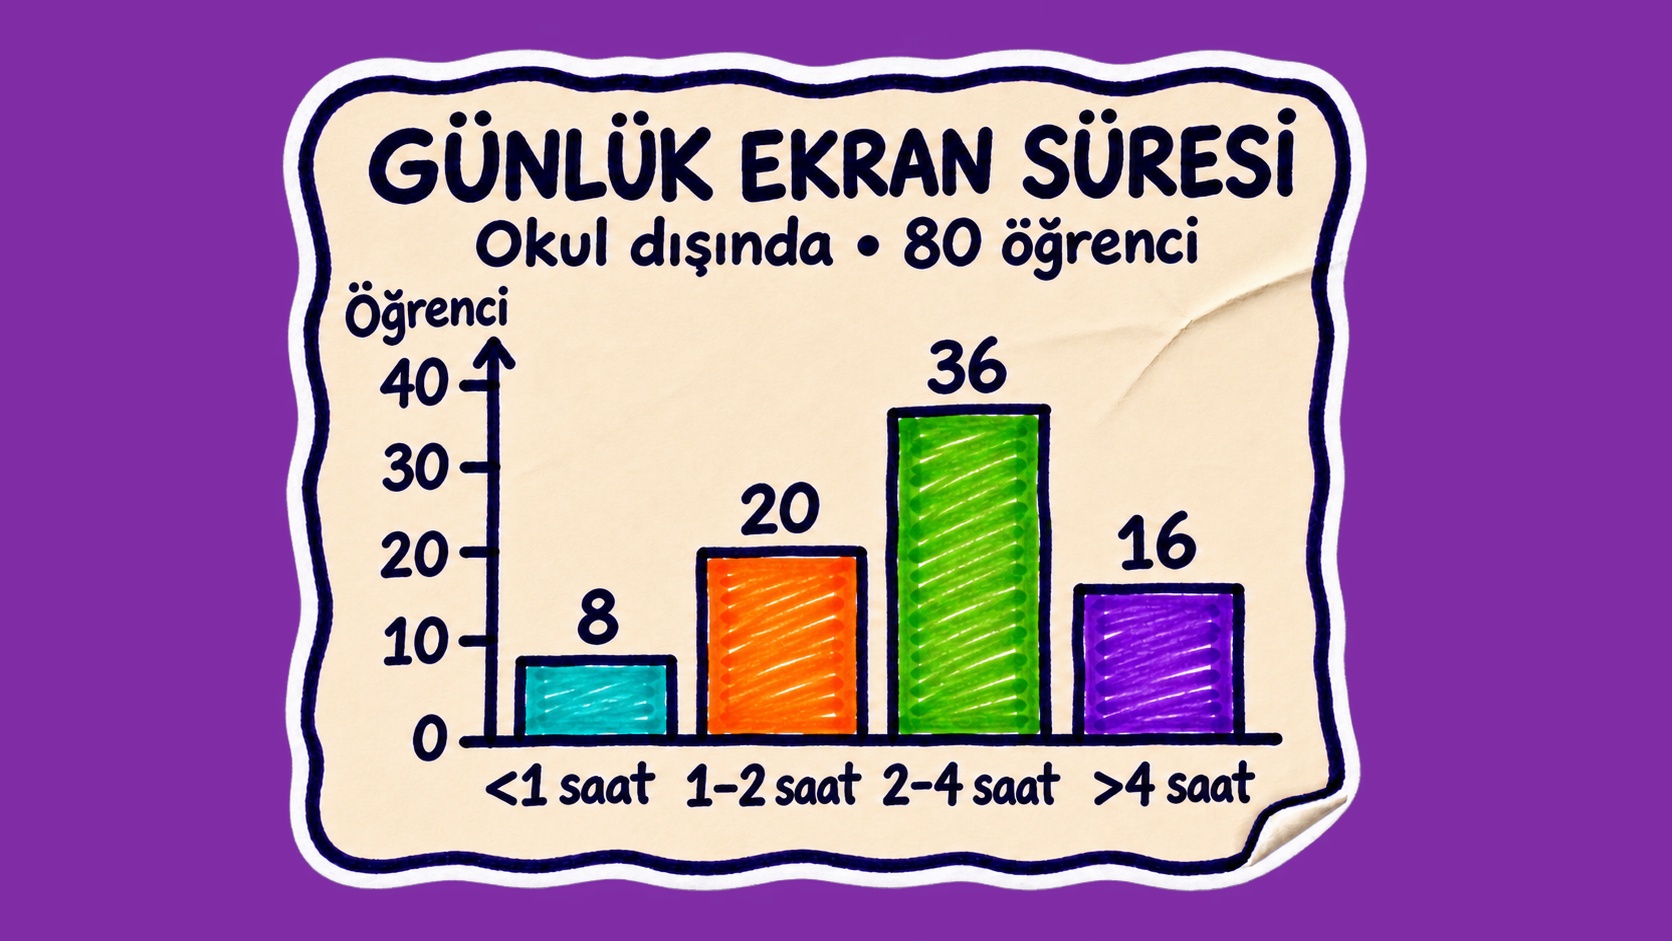 GÜNLÜK EKRAN SÜRESİ
Okul dışında • 80 öğrenci
Öğrenci
40
30
20
10
0
8
20
36
16
<1 saat
1-2 saat
2-4 saat
>4 saat